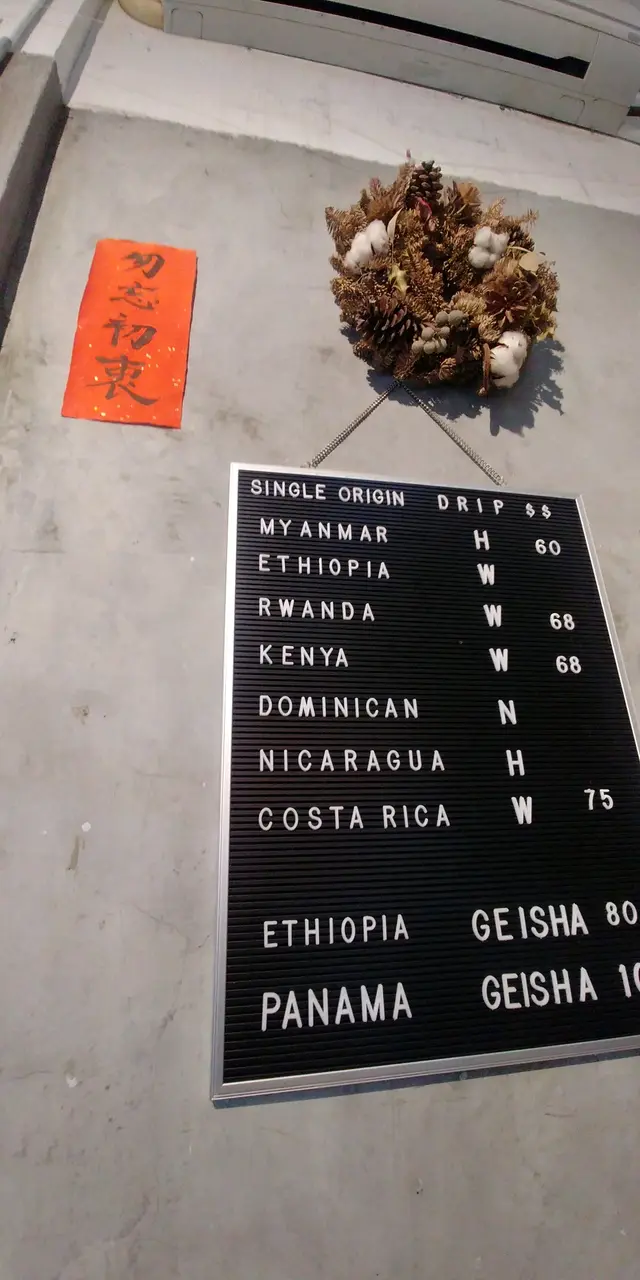 勿忘初衷
SINGLE ORIGIN DRIP $$
MYANMAR H 60
ETHIOPIA W
RWANDA W 68
KENYA W 68
DOMINICAN N
NICARAGUA H
COSTA RICA W 75
ETHIOPIA GEISHA 80
PANAMA GEISHA